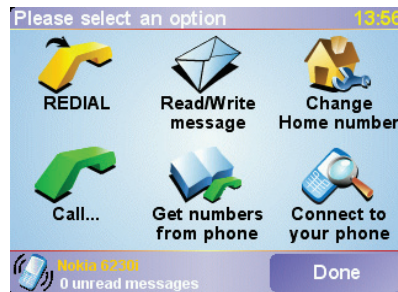 Please select an option 13:56
REDIAL
Read/Write
message
Change
Home number
Call...
Get numbers
from phone
Connect to
your phone
Nokia 6230i
0 unread messages
Done